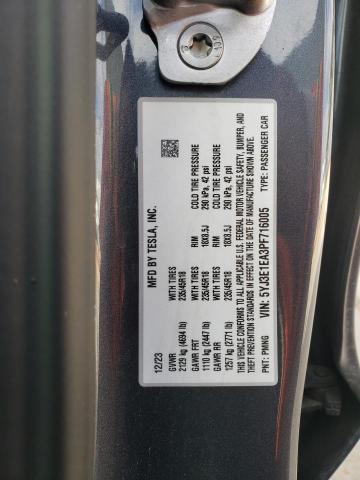 MFD BY TESLA, INC.
12/23
GVWR
2129 kg (4694 lb)
WITH TIRES
235/45R18
RIM
18X8.5J
COLD TIRE PRESSURE
290 kPa, 42 psi
GAWR FRT
1110 kg (2447 lb)
WITH TIRES
235/45R18
RIM
18X8.5J
COLD TIRE PRESSURE
290 kPa, 42 psi
GAWR RR
1257 kg (2771 lb)
THIS VEHICLE CONFORMS TO ALL APPLICABLE U.S. FEDERAL MOTOR VEHICLE SAFETY, BUMPER, AND
THEFT PREVENTION STANDARDS IN EFFECT ON THE DATE OF MANUFACTURE SHOWN ABOVE.
VIN: 5YJ3E1EA3PF716005
PNT: PMNG
TYPE: PASSENGER CAR